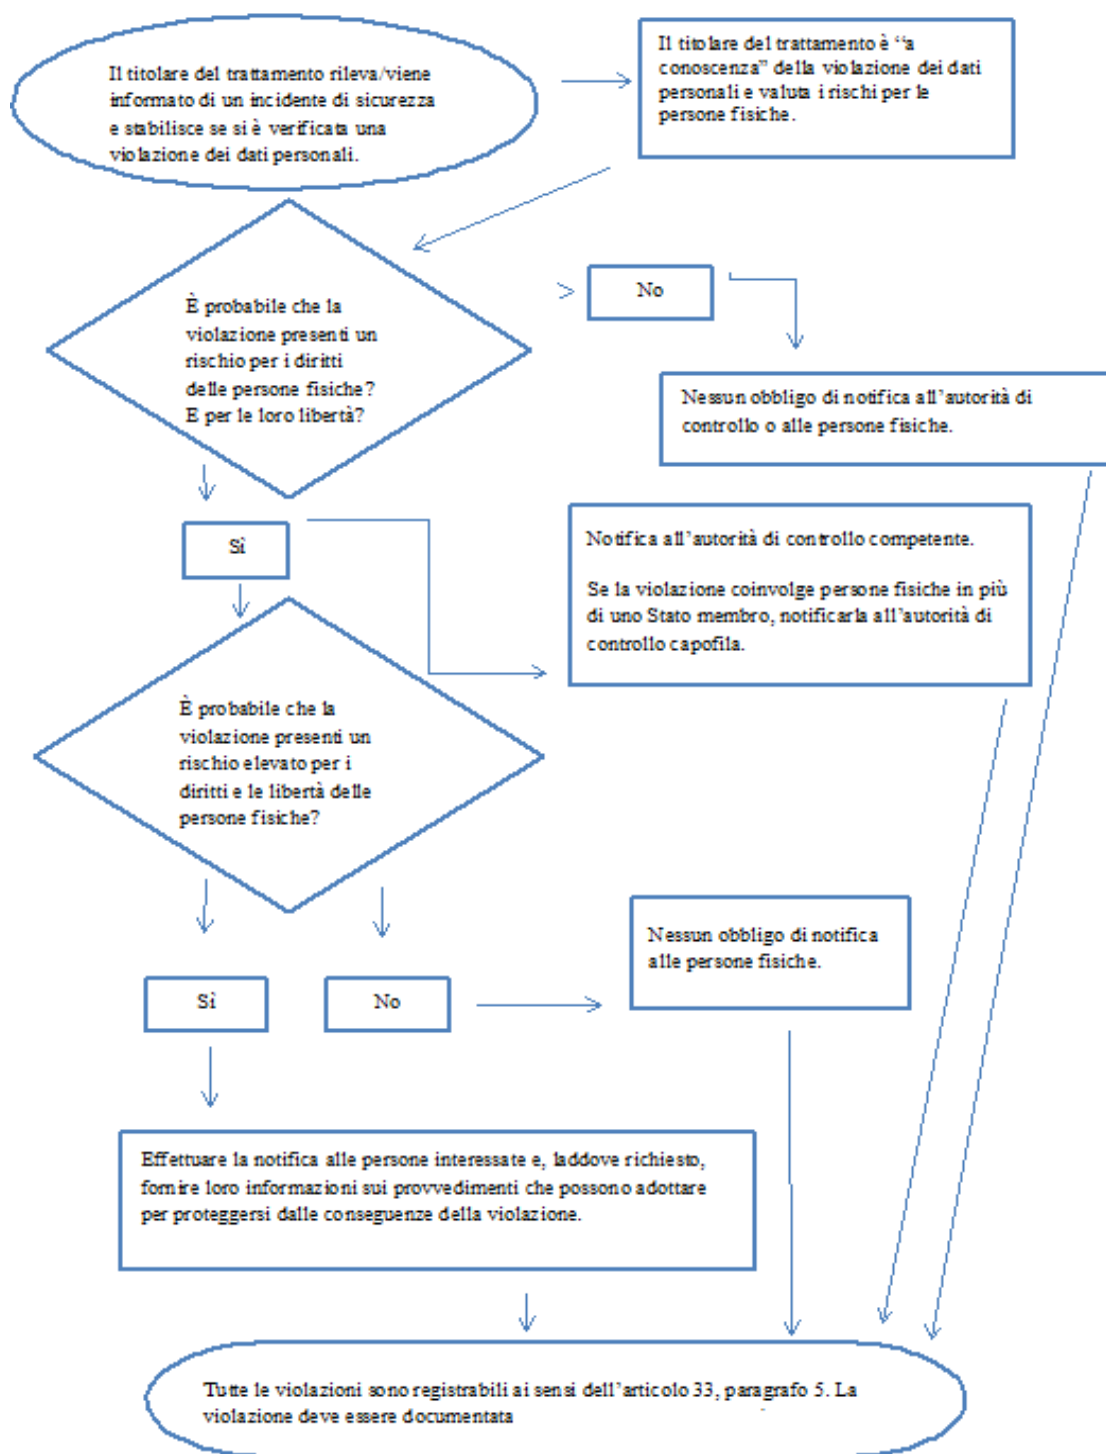 Il titolare del trattamento rileva/viene
informato di un incidente di sicurezza
e stabilisce se si è verificata una
violazione dei dati personali.
Il titolare del trattamento è “a
conoscenza” della violazione dei dati
personali e valuta i rischi per le
persone fisiche.
È probabile che la
violazione presenti un
rischio per i diritti
delle persone fisiche?
E per le loro libertà?
No
Nessun obbligo di notifica all’autorità di
controllo o alle persone fisiche.
Sì
Notifica all’autorità di controllo competente.
Se la violazione coinvolge persone fisiche in più
di uno Stato membro, notificarla all’autorità di
controllo capofila.
È probabile che la
violazione presenti un
rischio elevato per i
diritti e le libertà delle
persone fisiche?
Nessun obbligo di notifica
alle persone fisiche.
Sì
No
Effettuare la notifica alle persone interessate e, laddove richiesto,
fornire loro informazioni sui provvedimenti che possono adottare
per proteggersi dalle conseguenze della violazione.
Tutte le violazioni sono registrabili ai sensi dell’articolo 33, paragrafo 5. La
violazione deve essere documentata